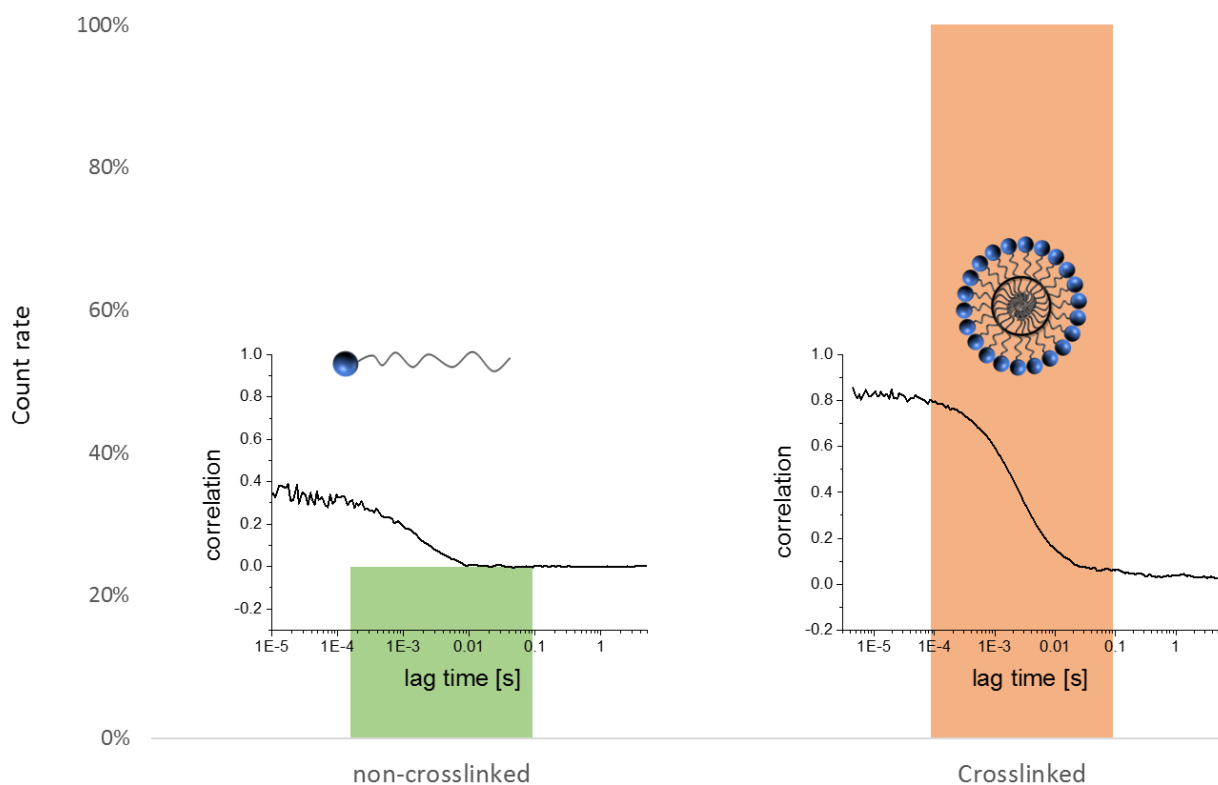 Count rate
100%
80%
60%
40%
20%
0%
correlation
1.0
0.8
0.6
0.4
0.2
0.0
-0.2
1E-5 1E-4 1E-3 0.01 0.1 1
lag time [s]
non-crosslinked
correlation
1.0
0.8
0.6
0.4
0.2
0.0
-0.2
1E-5 1E-4 1E-3 0.01 0.1 1
lag time [s]
Crosslinked